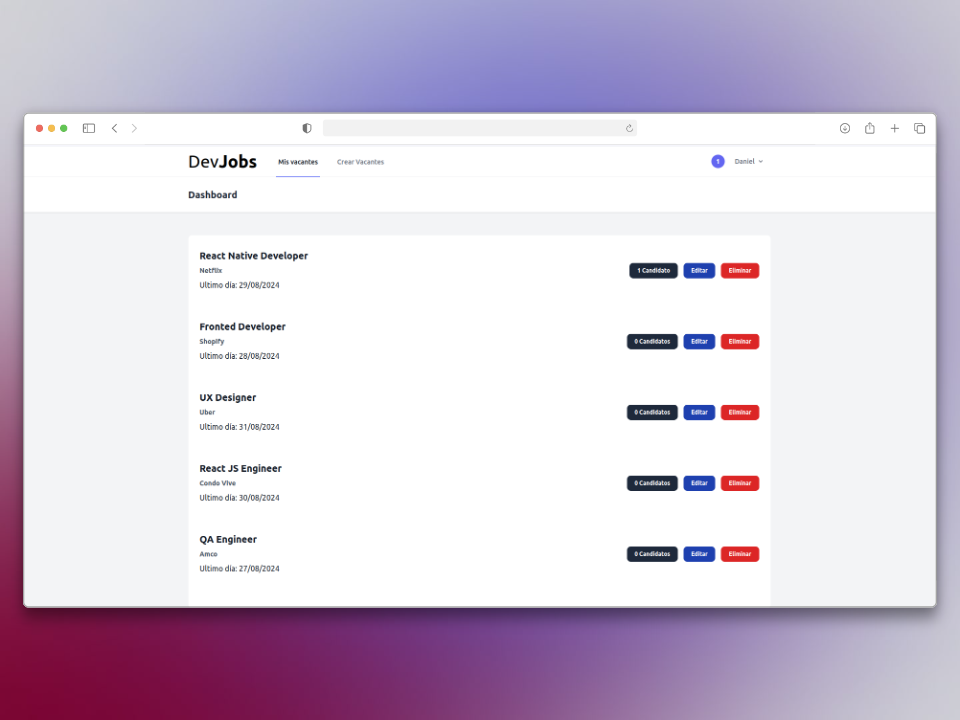 DevJobs Mis vacantes Crear Vacantes 1 Daniel
Dashboard
React Native Developer
Netflix
Ultimo dia: 29/08/2024
1 Candidato Editar Eliminar
Fronted Developer
Shopify
Ultimo dia: 28/08/2024
0 Candidatos Editar Eliminar
UX Designer
Uber
Ultimo dia: 31/08/2024
0 Candidatos Editar Eliminar
React JS Engineer
Condo Vive
Ultimo dia: 30/08/2024
0 Candidatos Editar Eliminar
QA Engineer
Amco
Ultimo dia: 27/08/2024
0 Candidatos Editar Eliminar